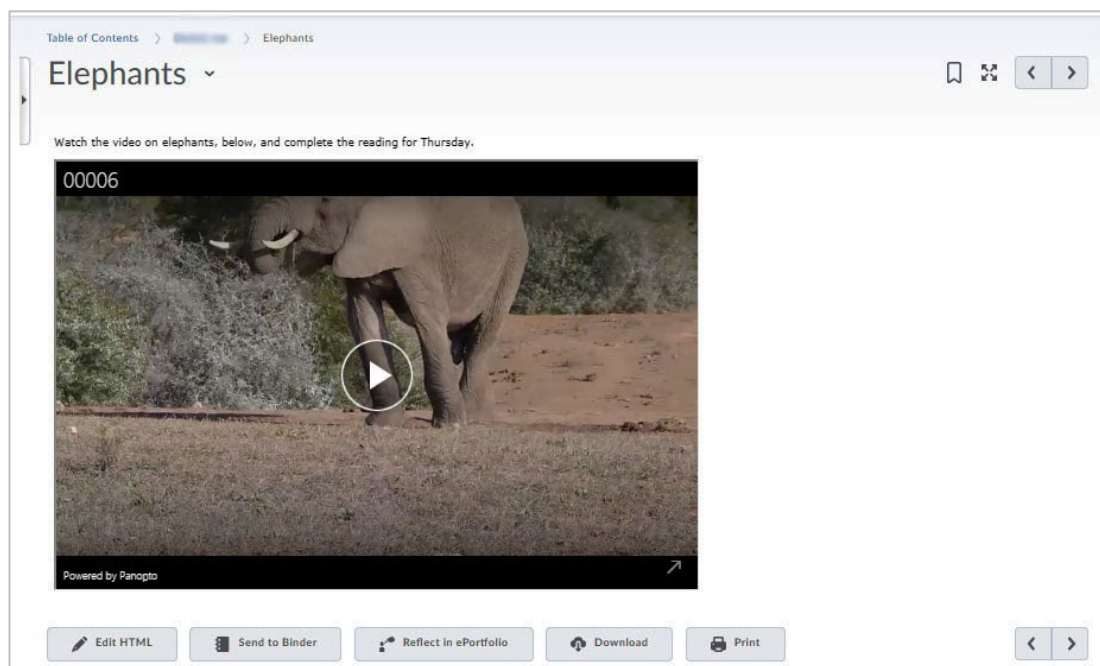 Table of Contents > > Elephants
Elephants
Watch the video on elephants, below, and complete the reading for Thursday.
00006
Powered by Panopto
Edit HTML Send to Binder Reflect in ePortfolio Download Print